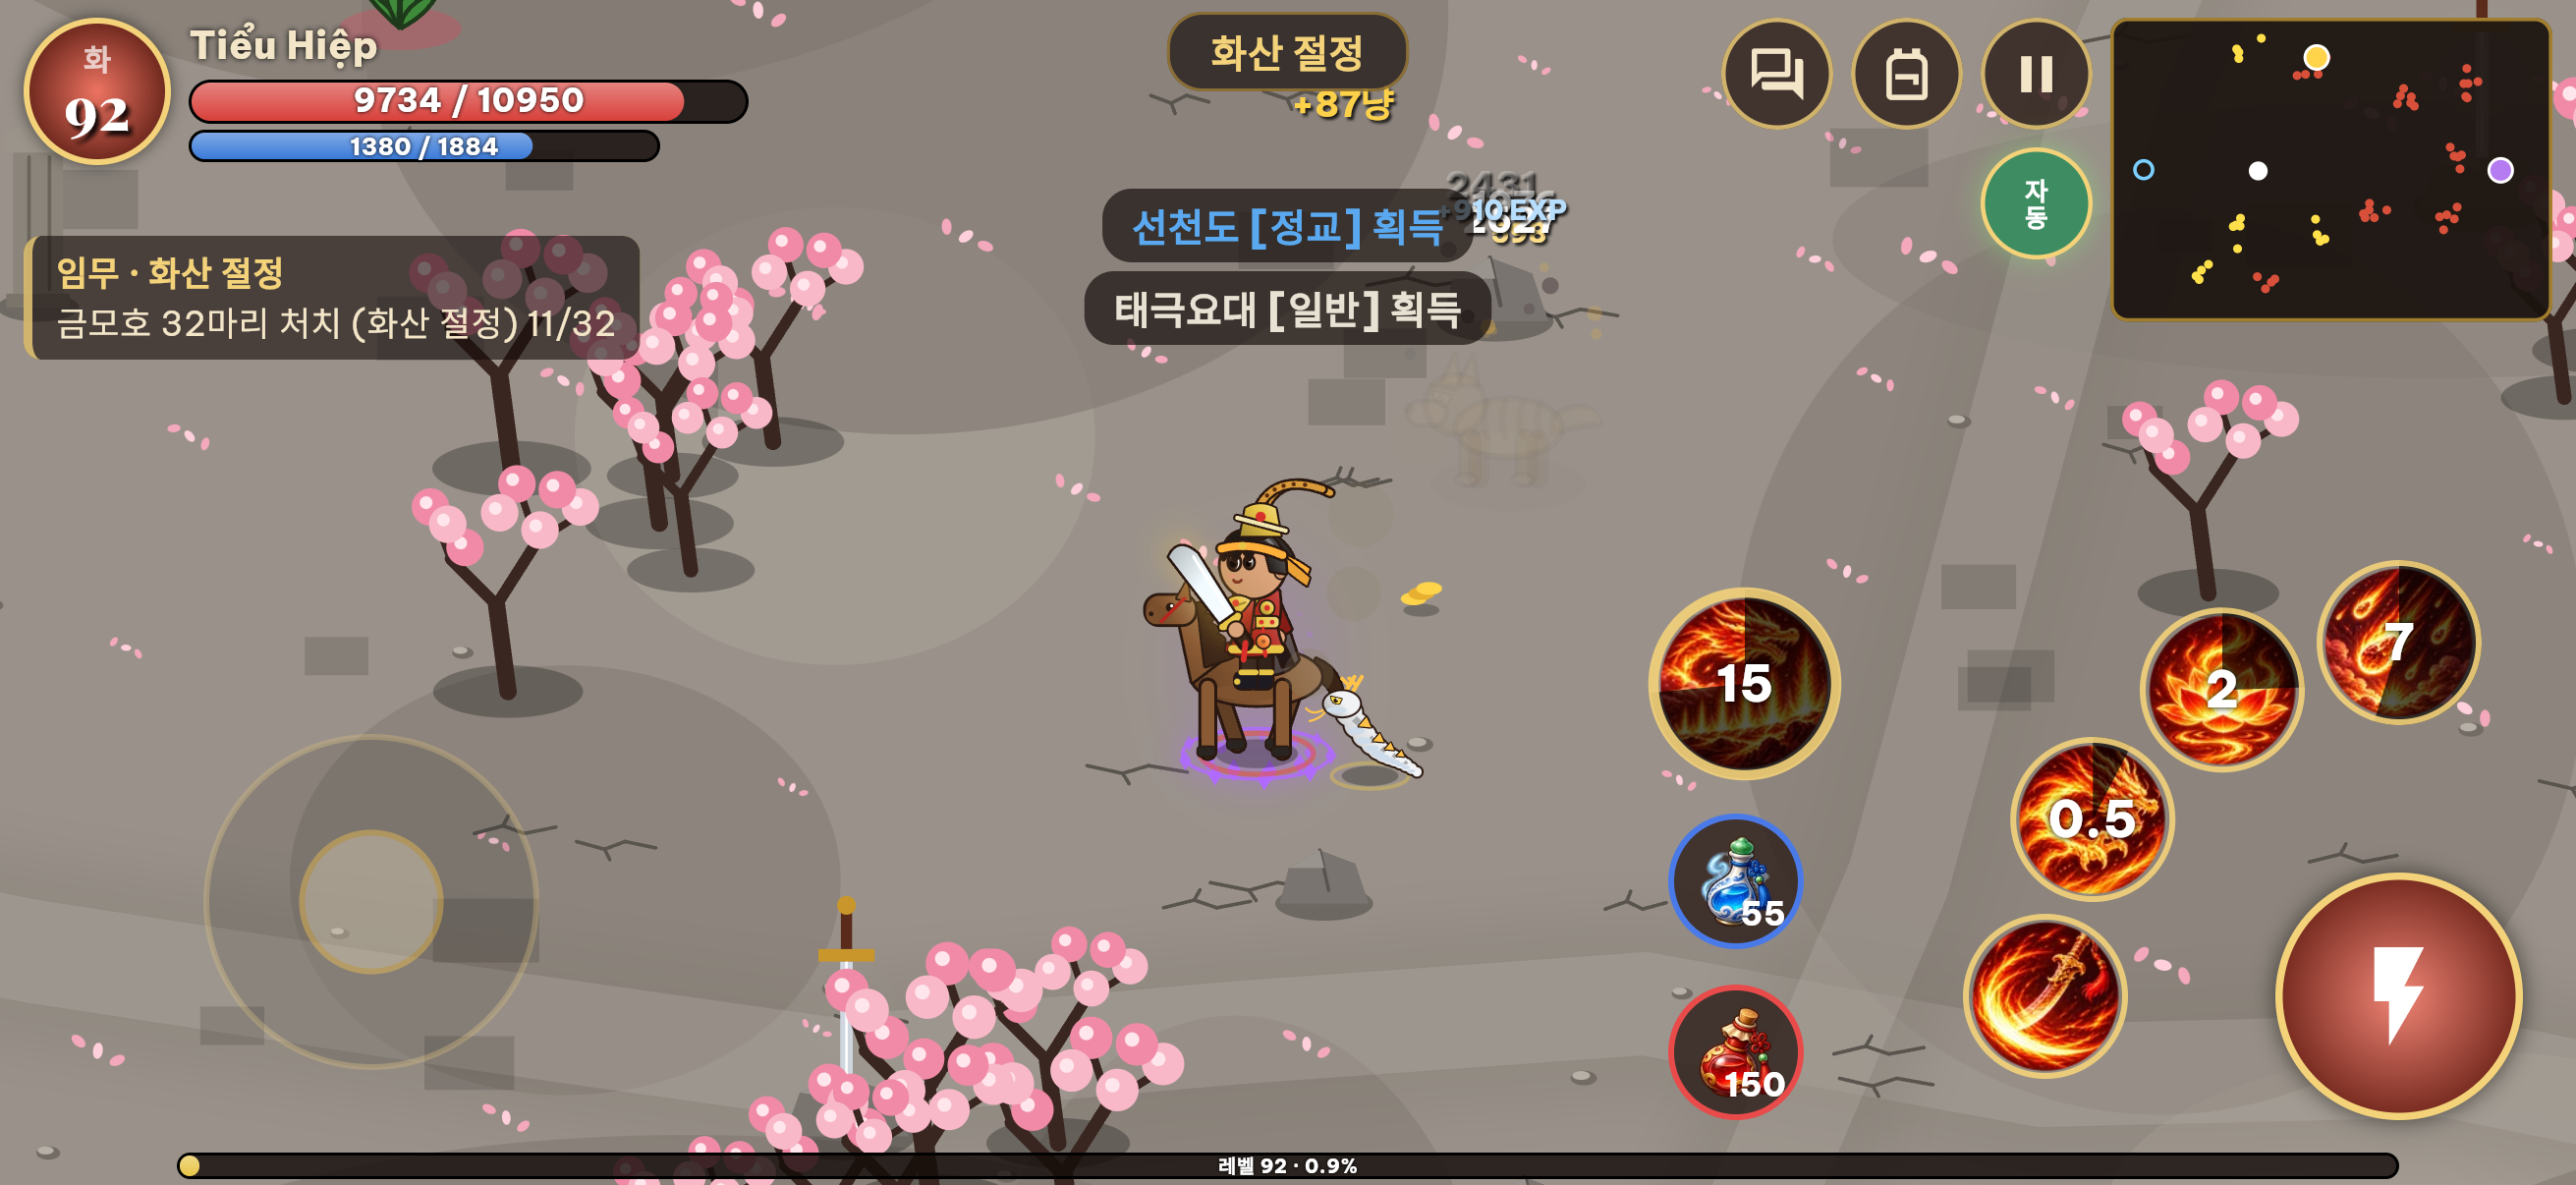 화
92
Tiểu Hiệp
9734 / 10950
1380 / 1884
화산 절정
+87냥
자동
임무 · 화산 절정
금모호 32마리 처치 (화산 절정) 11/32
선천도 [정교] 획득
태극요대 [일반] 획득
2431
EXP
15
7
2
0.5
55
150
레벨 92 · 0.9%